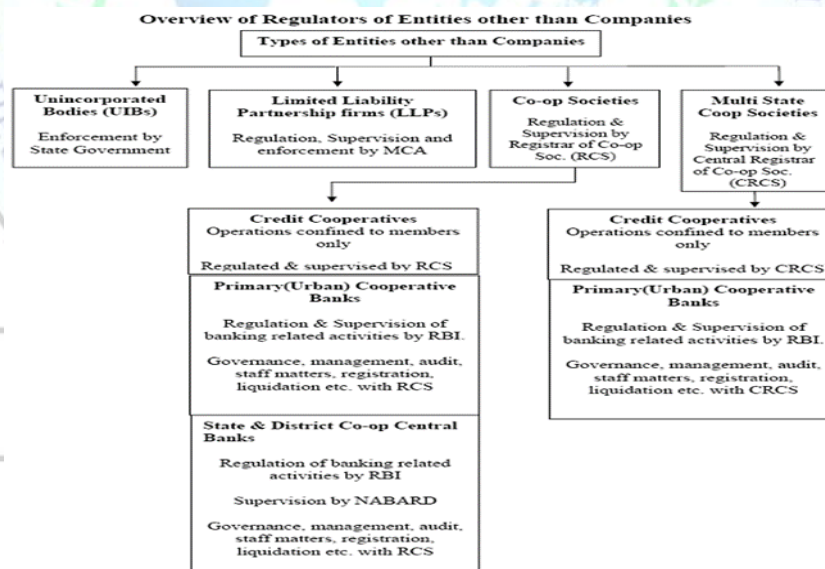 Overview of Regulators of Entities other than Companies
Types of Entities other than Companies
Unincorporated
Bodies (UIBs)
Enforcement by
State Government
Limited Liability
Partnership firms (LLPs)
Regulation, Supervision and
enforcement by MCA
Co-op Societies
Regulation &
Supervision by
Registrar of Co-op
Soc. (RCS)
Multi State
Coop Societies
Regulation &
Supervision by
Central Registrar
of Co-op Soc.
(CRCS)
Credit Cooperatives
Operations confined to members
only
Regulated & supervised by RCS
Primary(Urban) Cooperative
Banks
Regulation & Supervision of
banking related activities by RBI.
Governance, management, audit,
staff matters, registration,
liquidation etc. with RCS
State & District Co-op Central
Banks
Regulation of banking related
activities by RBI
Supervision by NABARD
Governance, management, audit,
staff matters, registration,
liquidation etc. with RCS
Credit Cooperatives
Operations confined to members
only
Regulated & supervised by CRCS
Primary(Urban) Cooperative
Banks
Regulation & Supervision of
banking related activities by RBI.
Governance, management, audit,
staff matters, registration,
liquidation etc. with CRCS